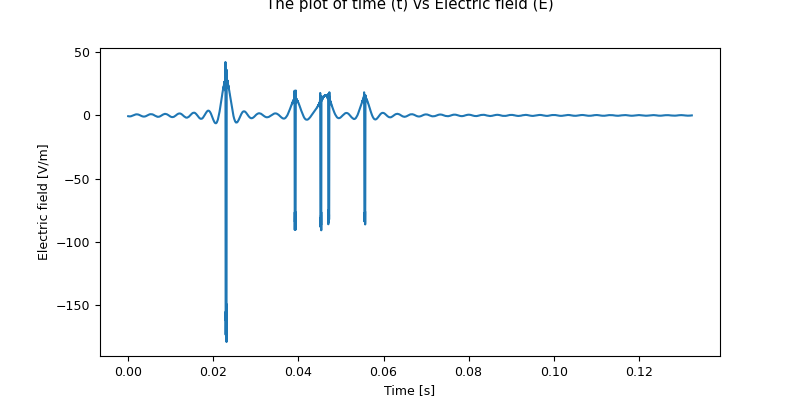 The plot of time (t) vs Electric field (E)
50
0
−50
−100
−150
Electric field [V/m]
0.00 0.02 0.04 0.06 0.08 0.10 0.12
Time [s]